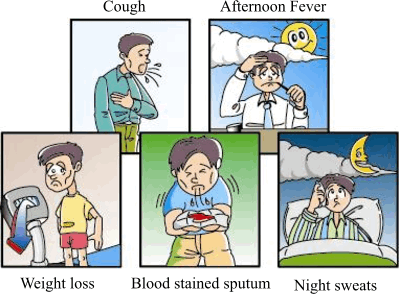 Cough
Afternoon Fever
Weight loss
Blood stained sputum
Night sweats